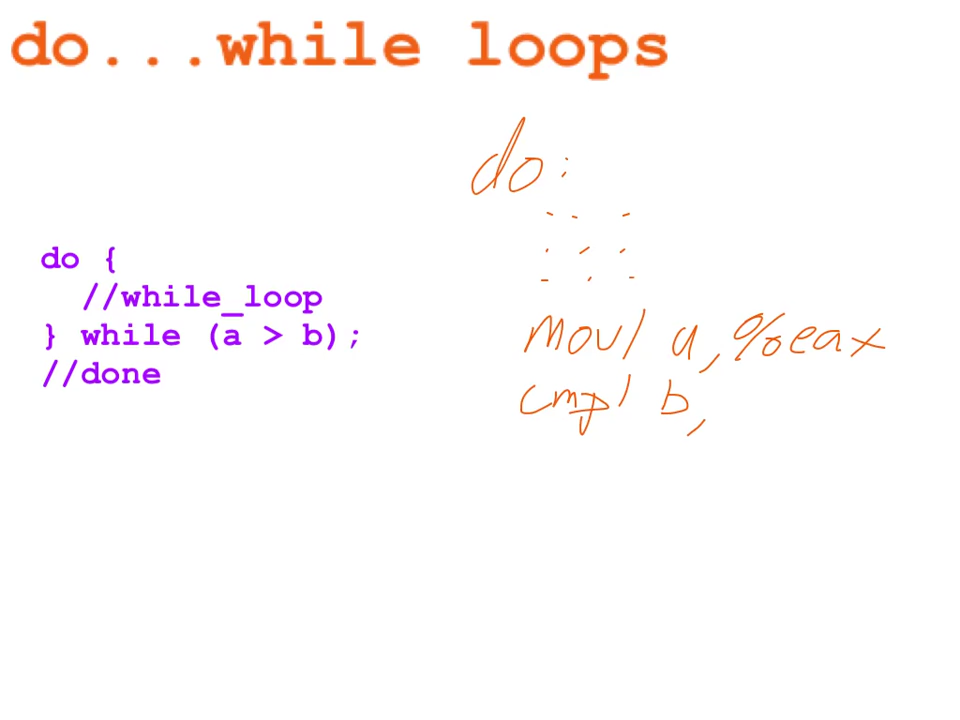 do...while loops
do:
do {
//while_loop
} while (a > b);
//done
movl a, %eax
cmpl b,